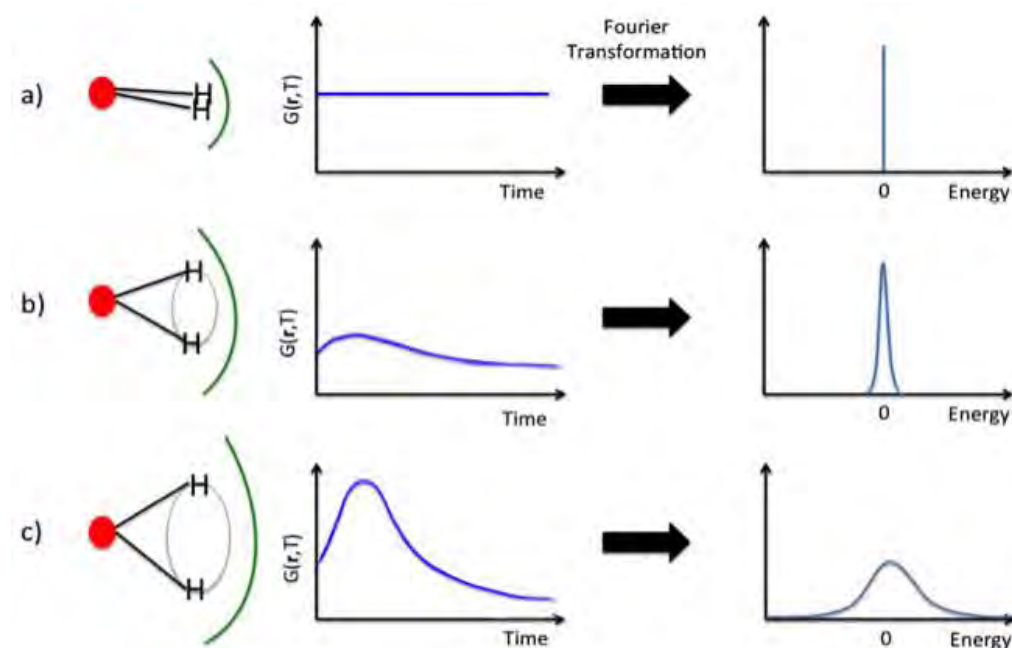 Fourier
Transformation
a)
H
H
G(r,T)
Time
0
Energy
b)
H
H
G(r,T)
Time
0
Energy
c)
H
H
G(r,T)
Time
0
Energy